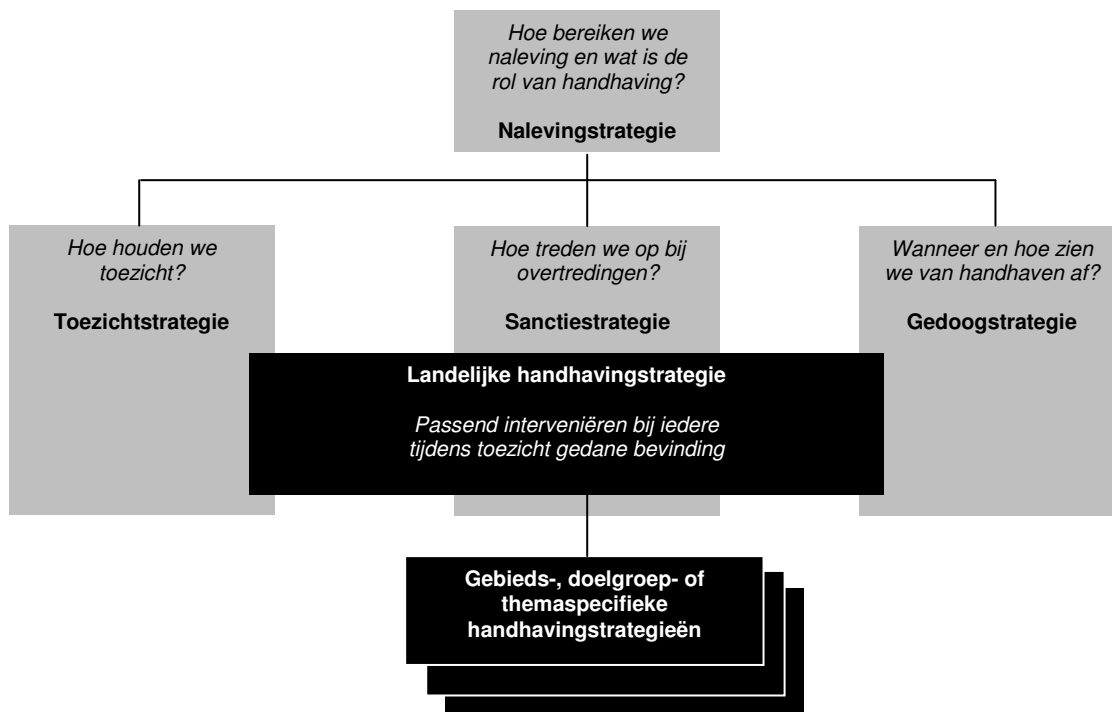 Hoe bereiken we
naleving en wat is de
rol van handhaving?
Nalevingstrategie
Hoe houden we
toezicht?
Toezichtstrategie
Hoe treden we op bij
overtredingen?
Sanctiestrategie
Wanneer en hoe zien
we van handhaven af?
Gedoogstrategie
Landelijke handhavingstrategie
Passend interveniëren bij iedere
tijdens toezicht gedane bevinding
Gebieds-, doelgroep- of
themaspecifieke
handhavingstrategieën